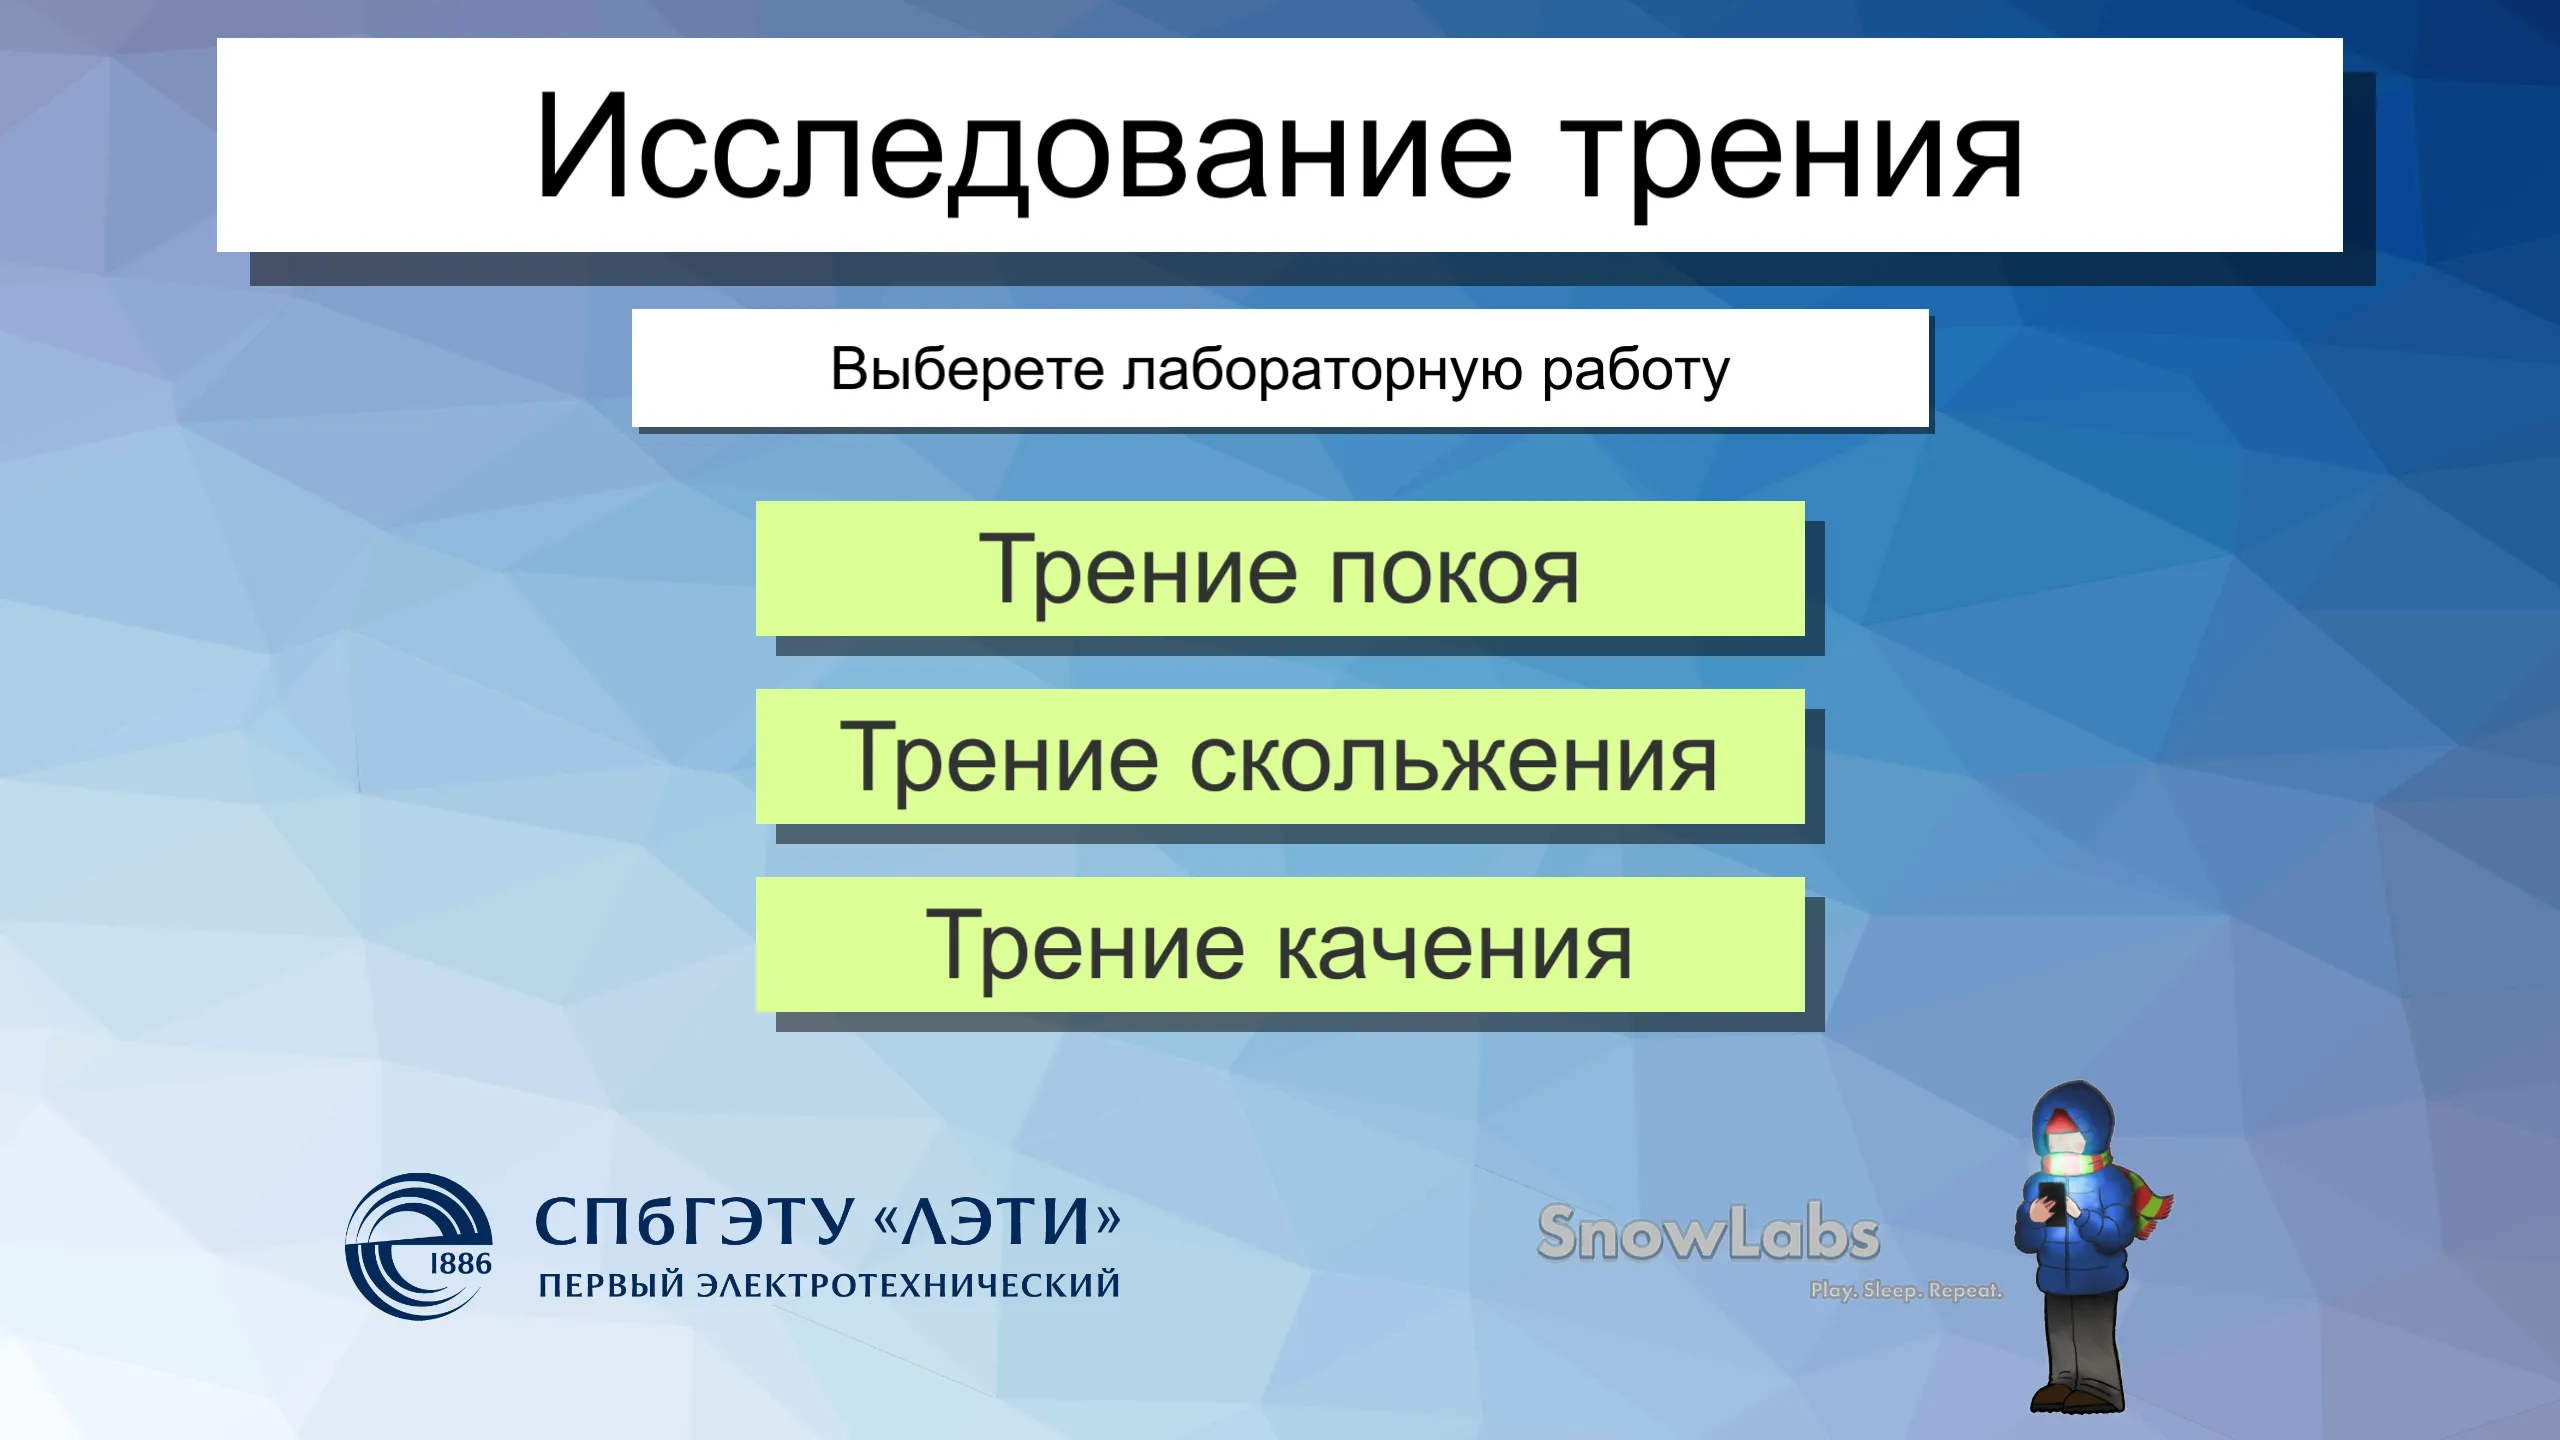 Исследование трения
Выберете лабораторную работу
Трение покоя
Трение скольжения
Трение качения
1886
СПбГЭТУ «ЛЭТИ»
ПЕРВЫЙ ЭЛЕКТРОТЕХНИЧЕСКИЙ
SnowLabs
Play. Sleep. Repeat.